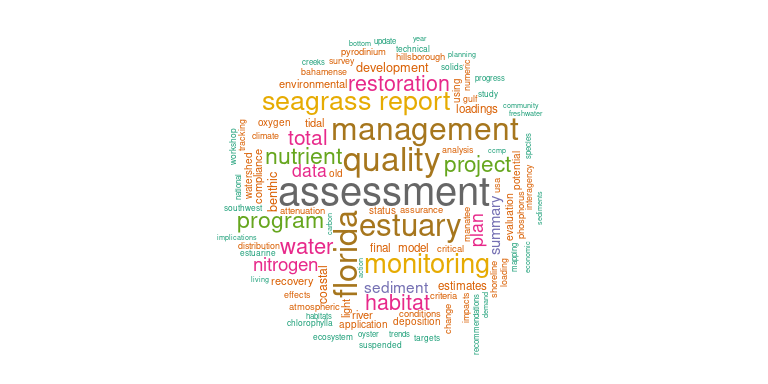 year
bottom update
pyrodinium technical
creeks survey hillsborough planning
bahamense development solids numeric
environmental restoration using progress
seagrass report gull study
loadings community
freshwater
oxygen tidal management
tracking climate total
workshop nutrient quality analysis ccmp species
watershed compliance data old project potential
national benthic assessment usa interagency
southwest attenuation status assurance
program carbon florida estuary manatee plan summary evaluation phosphorus sediments
implications
distribution water final model critical mapping economic
estuarine
nitrogen action monitoring shoreline loading
living recovery coastal sediment estimates
effects habitat criteria impacts demand
atmospheric light
habitats river conditions change recommendations
chlorophylla application deposition
ecosystem oyster trends targets
suspended